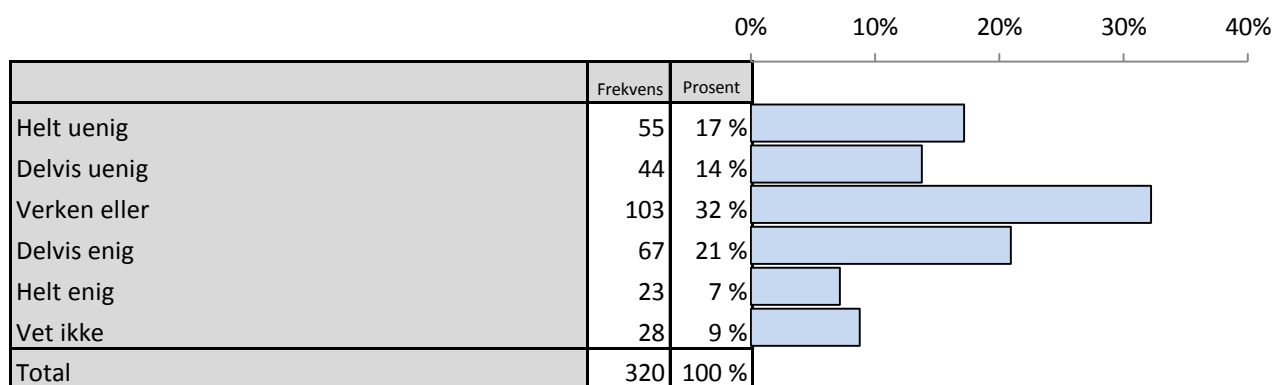 0% 10% 20% 30% 40%
Frekvens Prosent
Helt uenig 55 17 %
Delvis uenig 44 14 %
Verken eller 103 32 %
Delvis enig 67 21 %
Helt enig 23 7 %
Vet ikke 28 9 %
Total 320 100 %